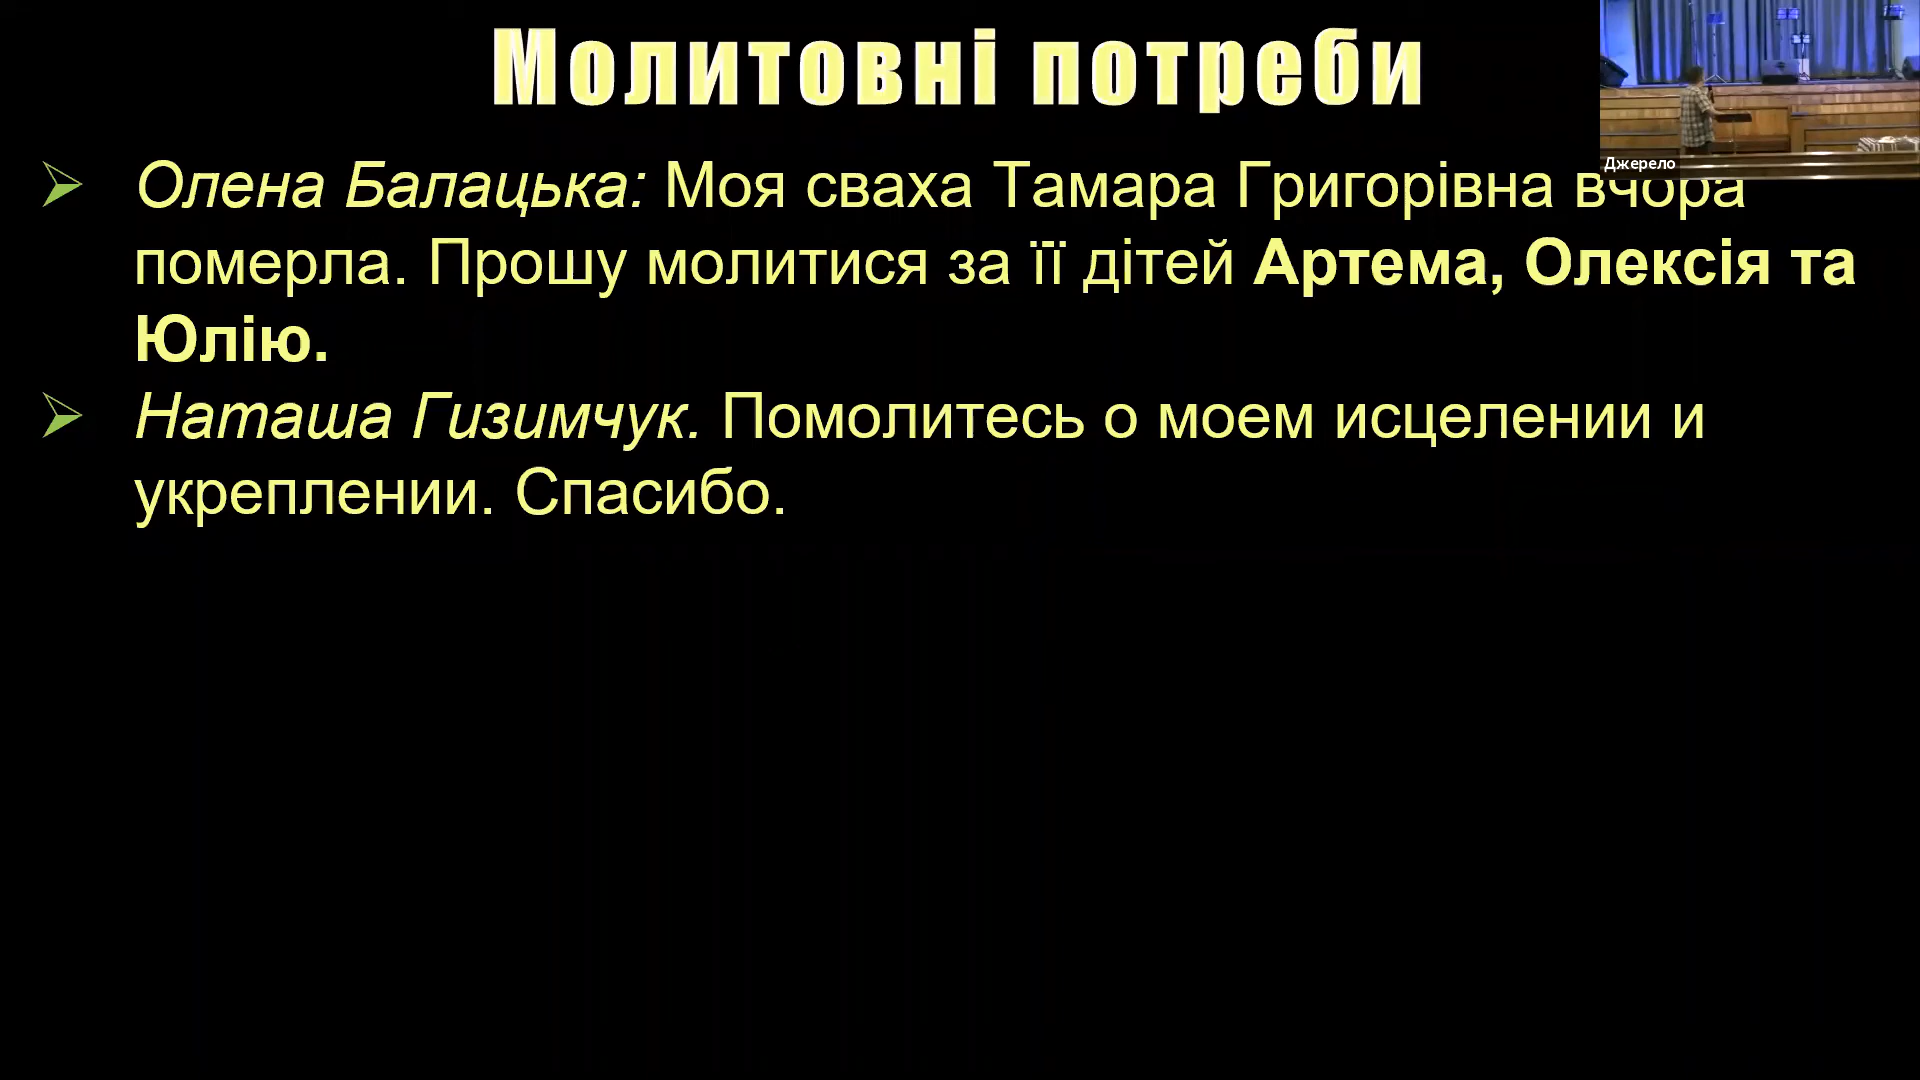 Молитовні потреби
Джерело
Олена Балацька: Моя сваха Тамара Григорівна вчора
померла. Прошу молитися за її дітей Артема, Олексія та
Юлію.
Наташа Гизимчук. Помолитесь о моем исцелении и
укреплении. Спасибо.